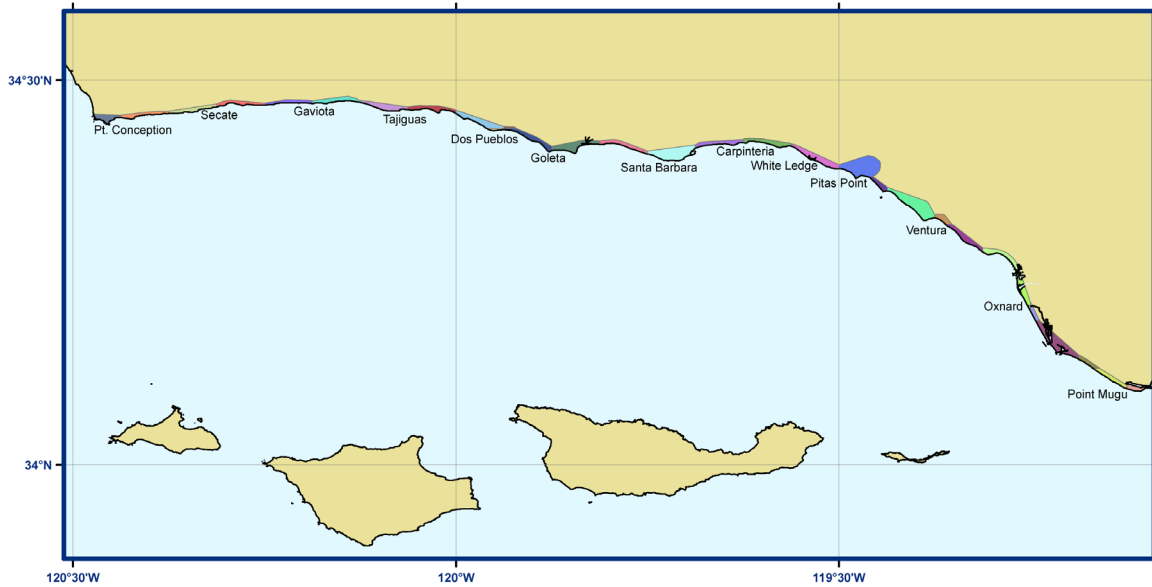 34°30'N
Pt. Conception
Secate
Gaviota
Tajiguas
Dos Pueblos
Goleta
Santa Barbara
Carpinteria
White Ledge
Pitas Point
Ventura
Oxnard
Point Mugu
34°N
120°30'W
120°W
119°30'W